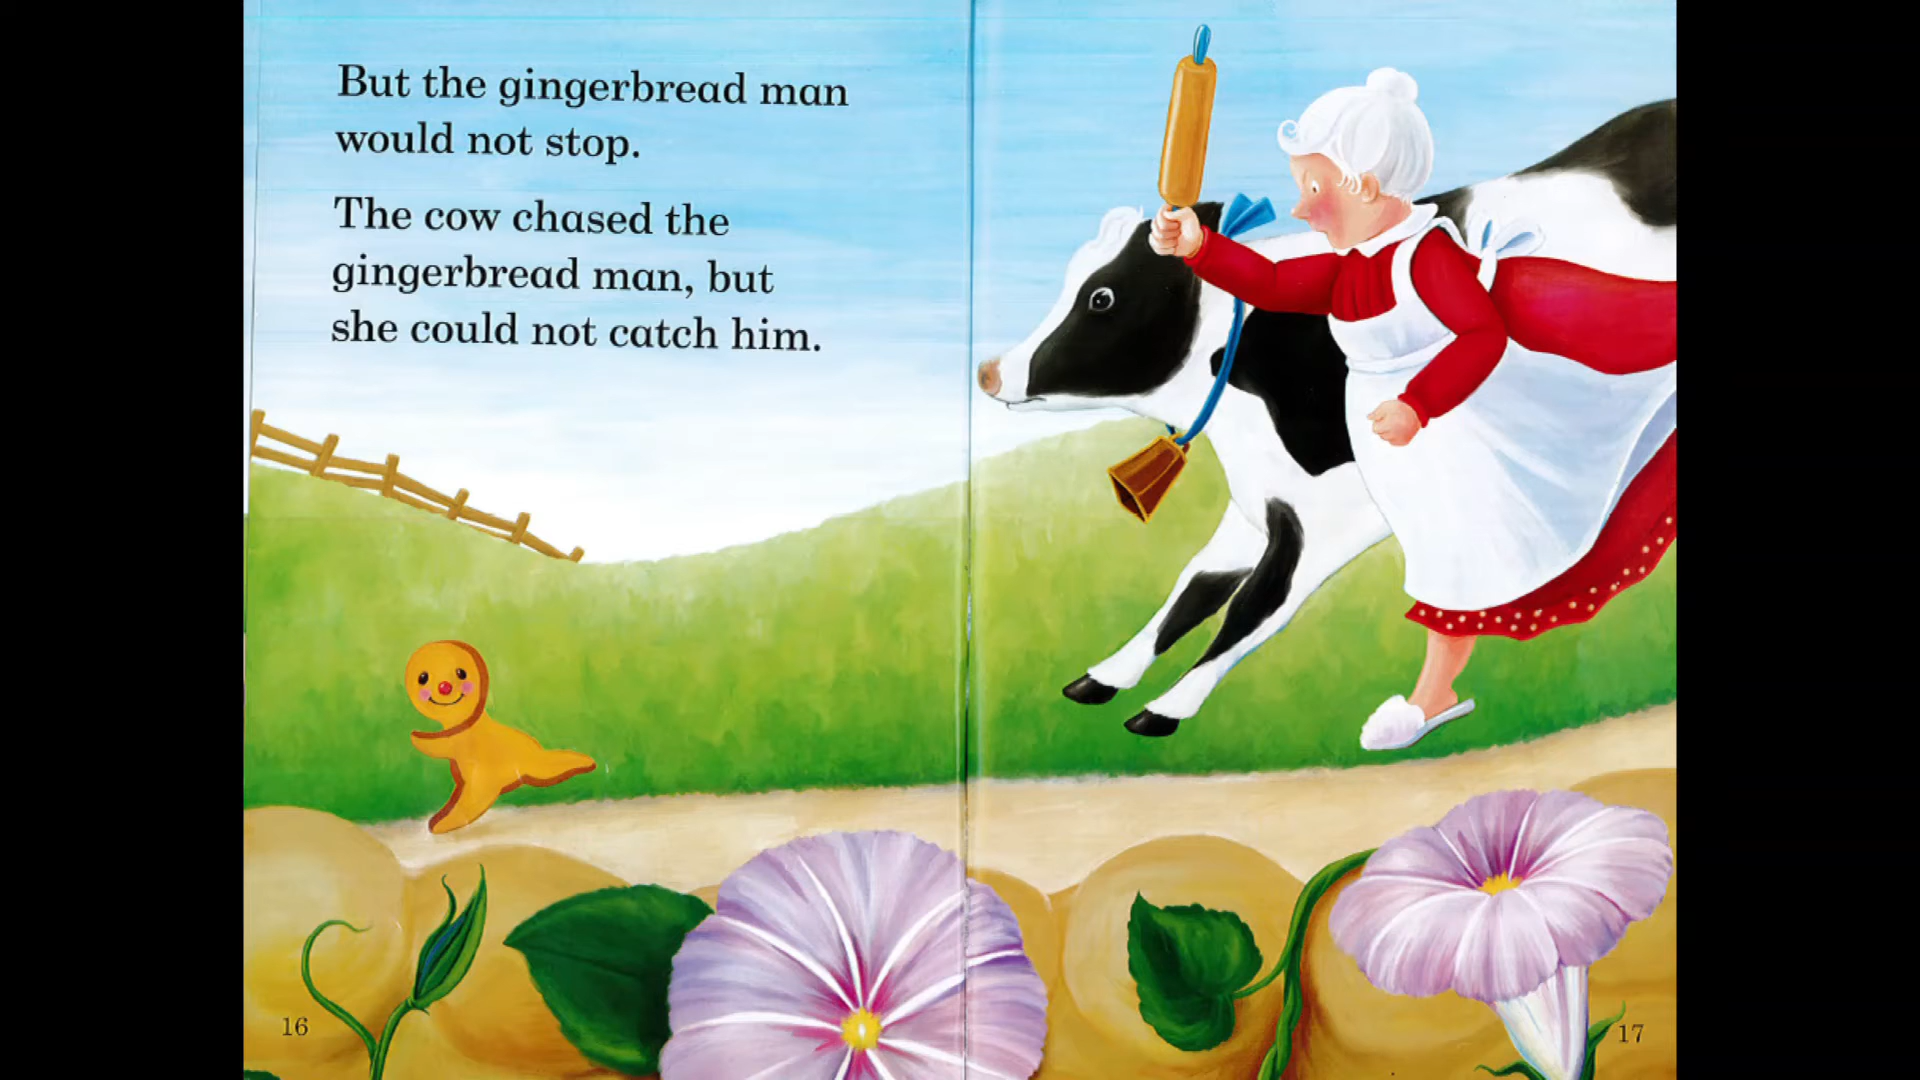 But the gingerbread man
would not stop.
The cow chased the
gingerbread man, but
she could not catch him.
16
17